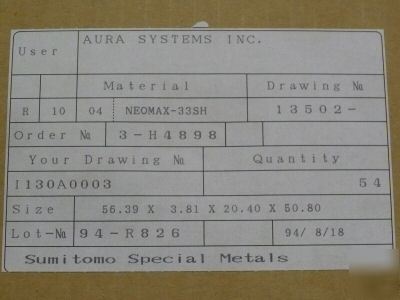 User AURA SYSTEMS INC.
Material Drawing №
R 10 04 NEOMAX-33SH 13502-
Order № 3-H4898
Your Drawing № Quantity
I130A0003 54
Size 56.39 X 3.81 X 20.40 X 50.80
Lot-№ 94-R826 94/ 8/18
Sumitomo Special Metals